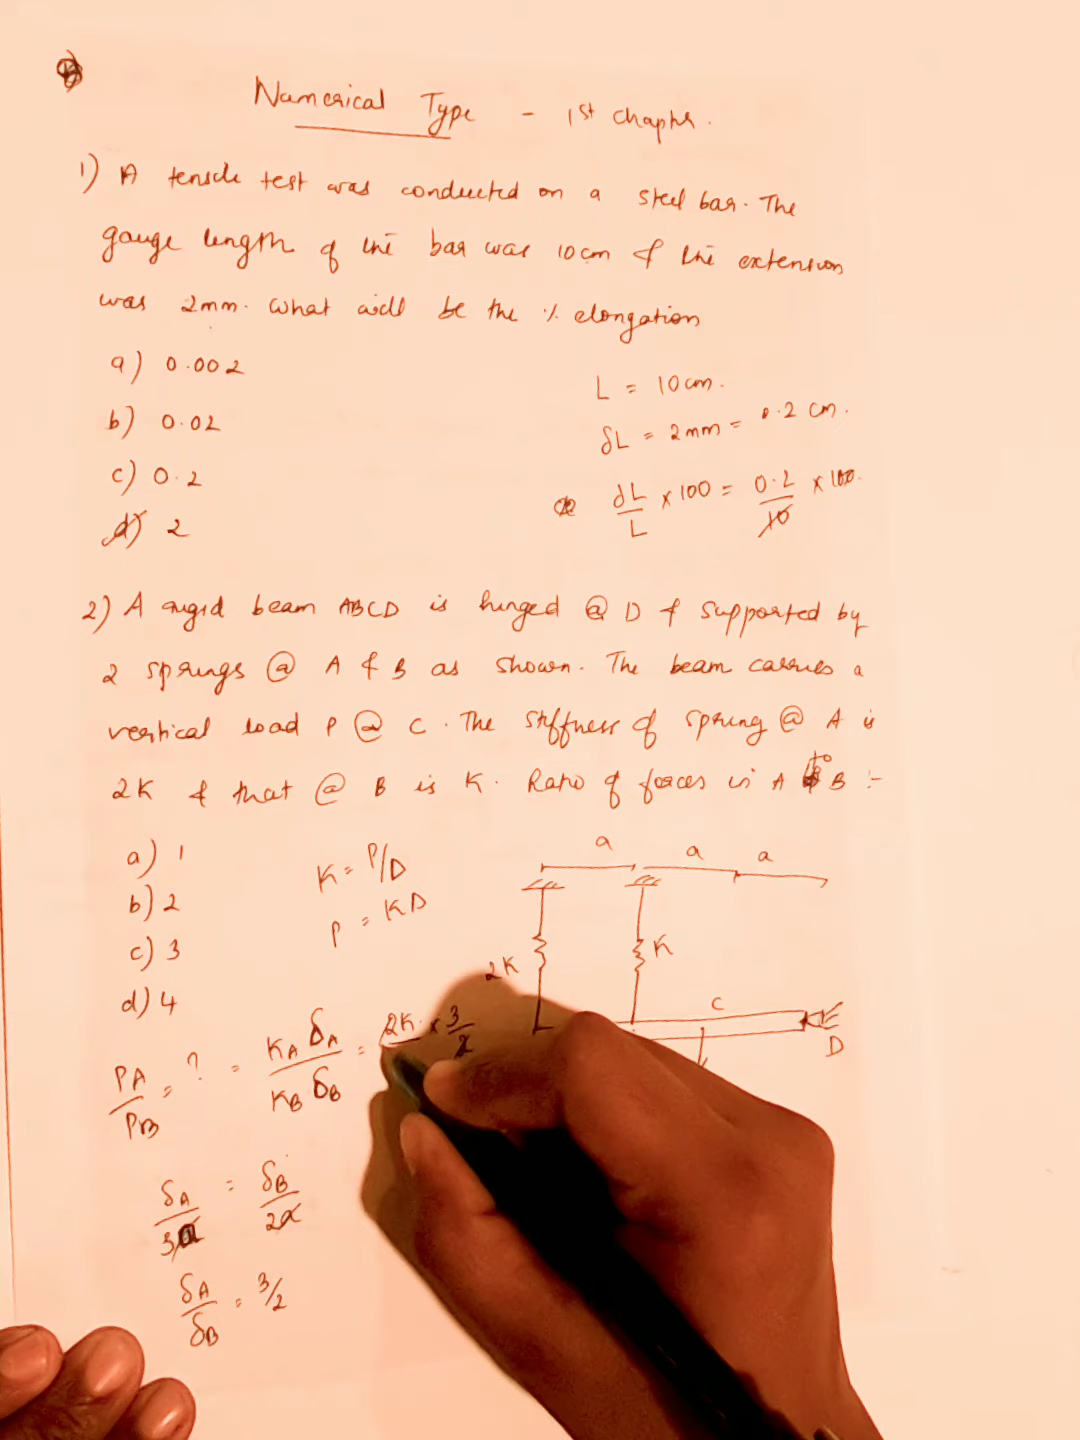 Numerical Type - 1st chapter.
1) A tensile test was conducted on a steel bar. The
gauge length of the bar was 10cm & the extension
was 2mm. What will be the % elongation
a) 0.002
b) 0.02
c) 0.2
d) 2
L = 10cm.
δL = 2mm = 0.2 cm.
dL/L x 100 = 0.2/10 x 100.
2) A rigid beam ABCD is hinged @ D & supported by
2 springs @ A & B as shown. The beam carries a
vertical load P @ C. The stiffness of spring @ A is
2K & that @ B is K. Ratio of forces in A to B :-
a) 1
b) 2
c) 3
d) 4
K = P/D
P = KD
a a a
2K K
C
D
PA/PB = ? = KA δA / KB δB = 2K x 3/2
δA/3a = δB/2a
δA/δB = 3/2